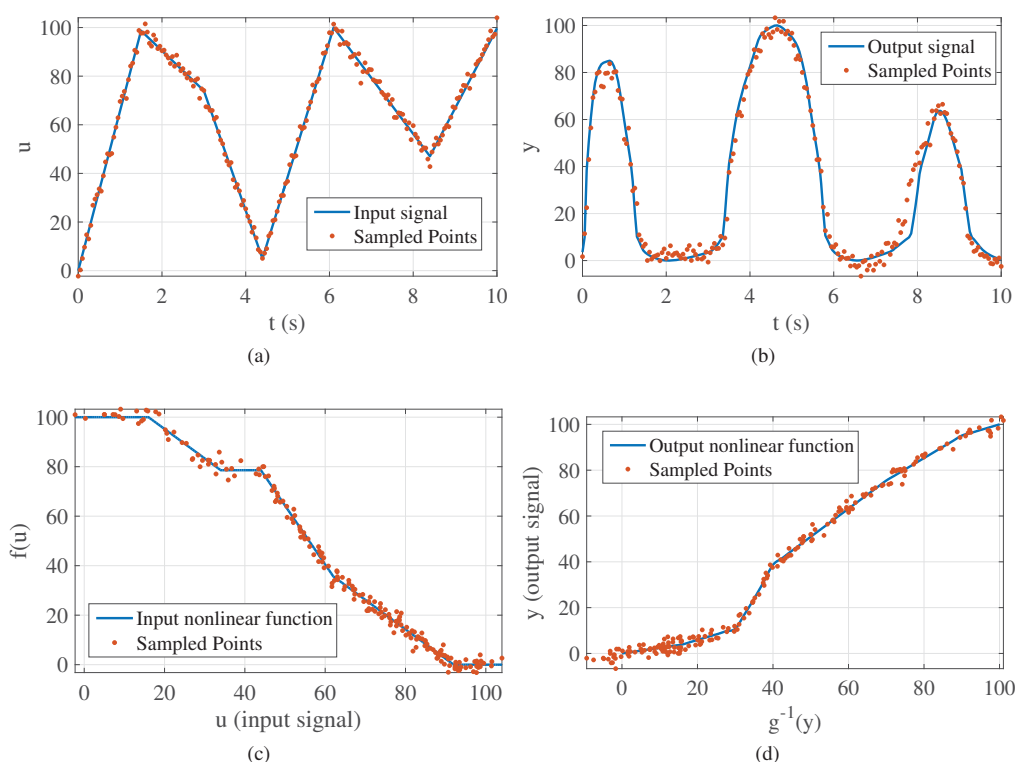 100
80
60
40
20
0
u
Input signal
Sampled Points
0 2 4 6 8 10
t (s)
(a)
100
80
60
40
20
0
y
Output signal
Sampled Points
0 2 4 6 8 10
t (s)
(b)
100
80
60
40
20
0
f(u)
Input nonlinear function
Sampled Points
0 20 40 60 80 100
u (input signal)
(c)
100
80
60
40
20
0
y (output signal)
Output nonlinear function
Sampled Points
0 20 40 60 80 100
g⁻¹(y)
(d)